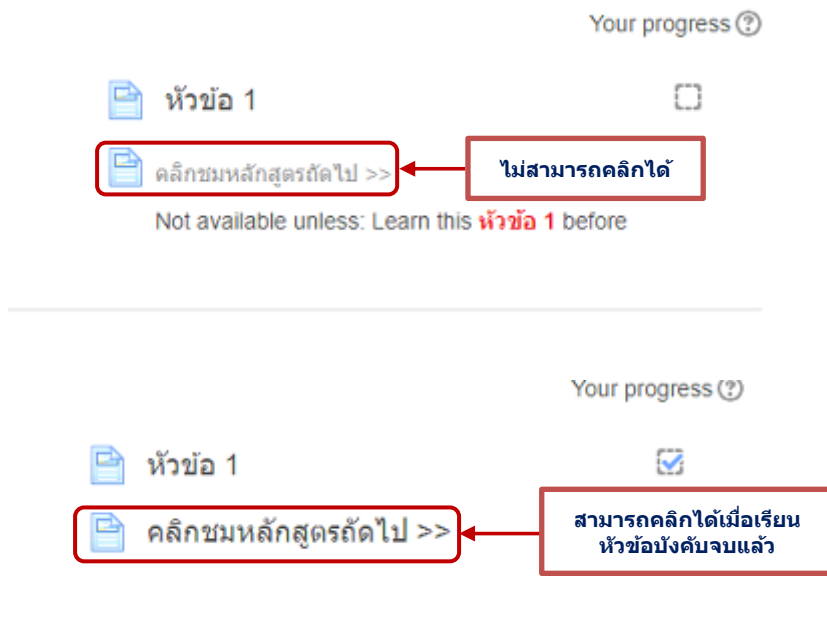 Your progress
หัวข้อ 1
คลิกชมหลักสูตรถัดไป >>
ไม่สามารถคลิกได้
Not available unless: Learn this หัวข้อ 1 before
Your progress
หัวข้อ 1
คลิกชมหลักสูตรถัดไป >>
สามารถคลิกได้เมื่อเรียน
หัวข้อบังคับจบแล้ว